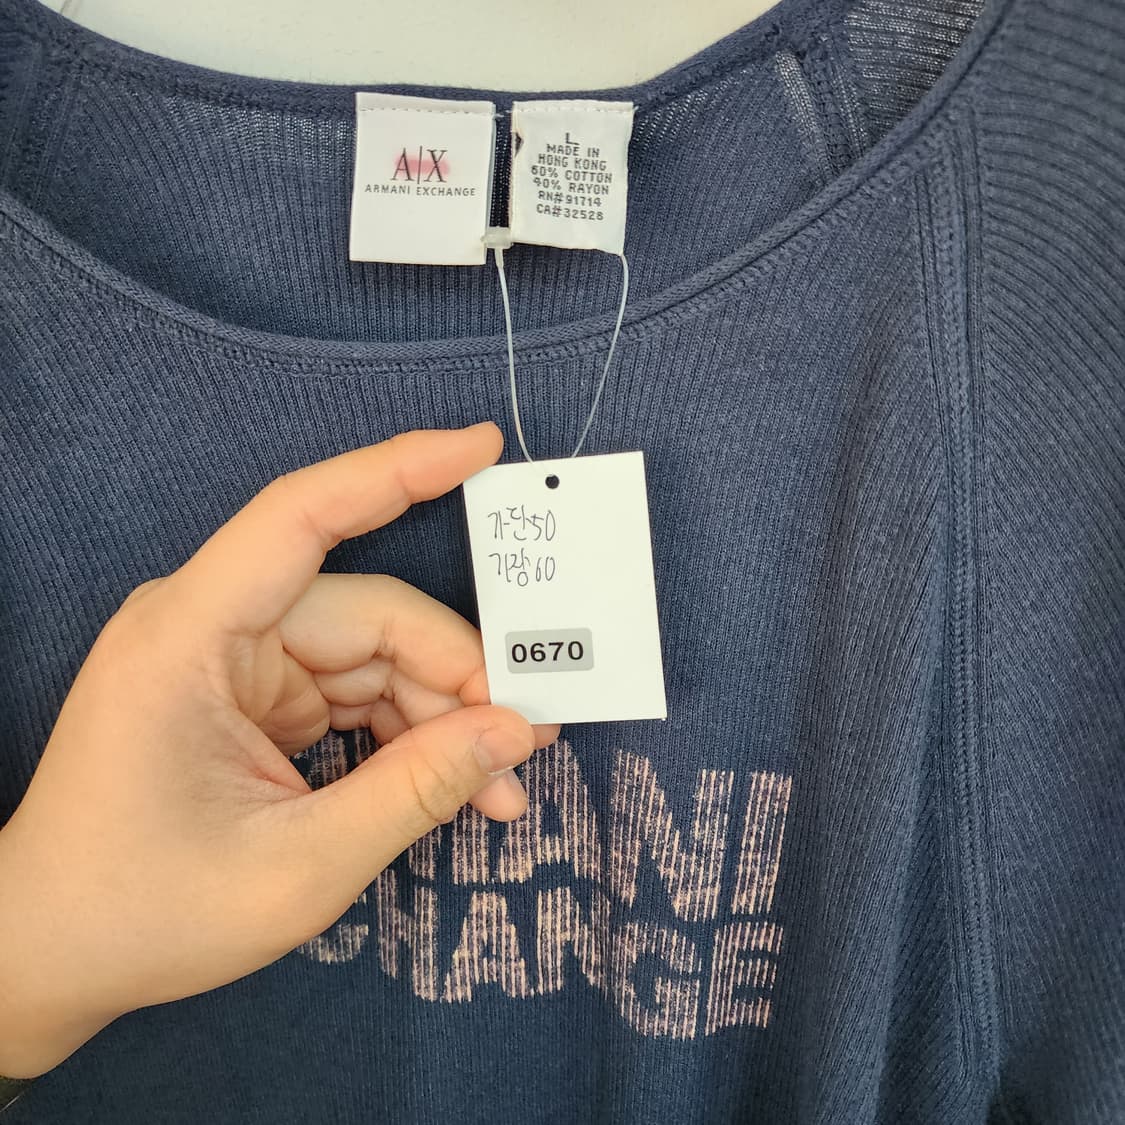 A|X
ARMANI EXCHANGE
L
MADE IN
HONG KONG
60% COTTON
40% RAYON
RN#91714
CA#32528
가단50
기장60
0670
MANI
CHANGE